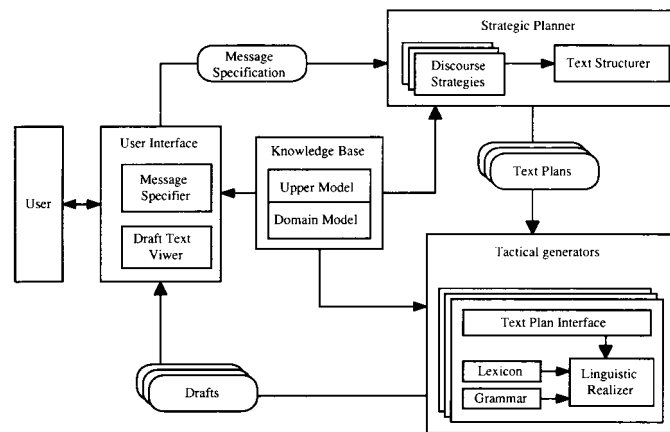 Strategic Planner
Message
Specification
Discourse
Strategies
Text Structurer
User Interface
Knowledge Base
Message
Specifier
Upper Model
Text Plans
User
Domain Model
Draft Text
Viwer
Tactical generators
Text Plan Interface
Lexicon
Linguistic
Realizer
Drafts
Grammar